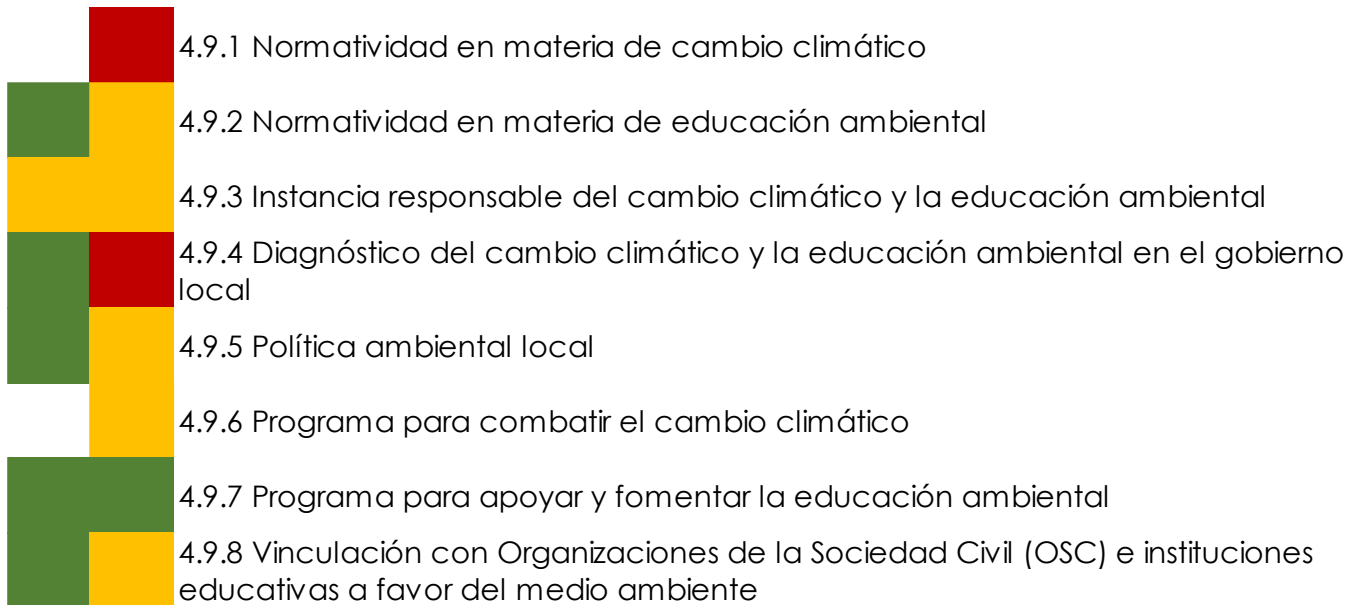 4.9.1 Normatividad en materia de cambio climático
4.9.2 Normatividad en materia de educación ambiental
4.9.3 Instancia responsable del cambio climático y la educación ambiental
4.9.4 Diagnóstico del cambio climático y la educación ambiental en el gobierno
local
4.9.5 Política ambiental local
4.9.6 Programa para combatir el cambio climático
4.9.7 Programa para apoyar y fomentar la educación ambiental
4.9.8 Vinculación con Organizaciones de la Sociedad Civil (OSC) e instituciones
educativas a favor del medio ambiente